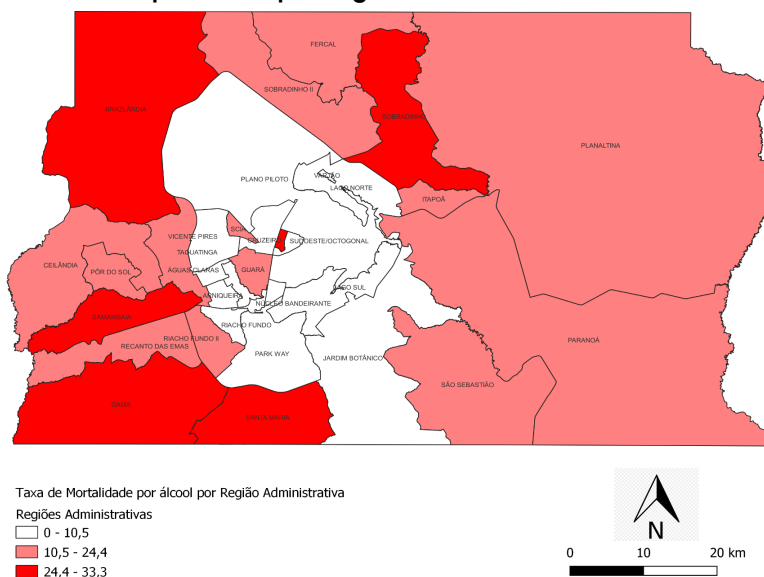 FERCAL
SOBRADINHO II
BRAZLÂNDIA
SOBRADINHO
PLANALTINA
VARJÃO
PLANO PILOTO
LAGO NORTE
ITAPOÃ
SCIA
VICENTE PIRES
CRUZEIRO
SUDOESTE/OCTOGONAL
TAGUATINGA
CEILÂNDIA
PÔR DO SOL
ÁGUAS CLARAS
GUARÁ
LAGO SUL
ARNIQUEIRA
NÚCLEO BANDEIRANTE
SAMAMBAIA
RIACHO FUNDO
RIACHO FUNDO II
RECANTO DAS EMAS
PARK WAY
JARDIM BOTÂNICO
PARANOÁ
SÃO SEBASTIÃO
GAMA
SANTA MARIA
Taxa de Mortalidade por álcool por Região Administrativa
Regiões Administrativas
0 - 10,5
10,5 - 24,4
24,4 - 33,3
N
0 10 20 km